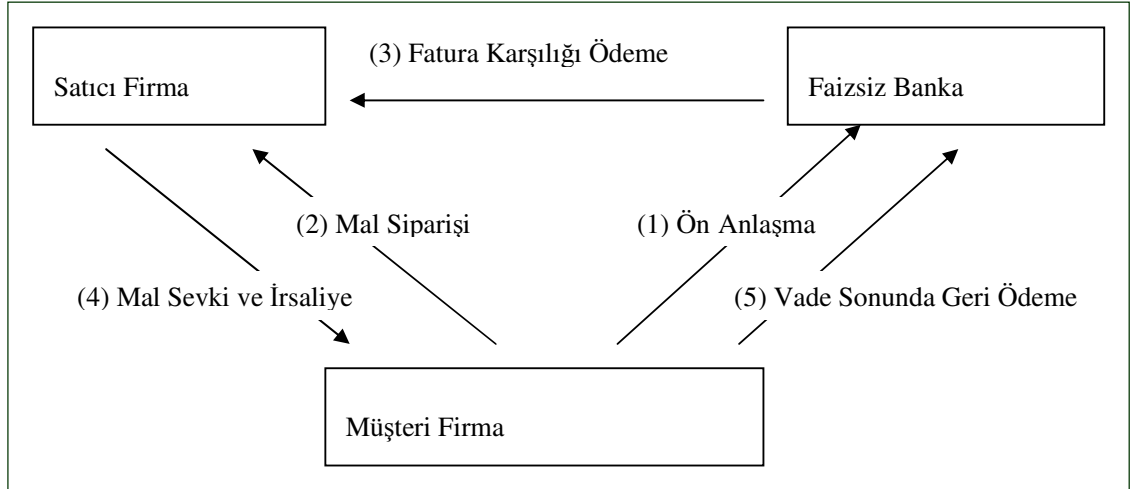 (3) Fatura Karşılığı Ödeme
Satıcı Firma
Faizsiz Banka
(2) Mal Siparişi
(1) Ön Anlaşma
(4) Mal Sevki ve İrsaliye
(5) Vade Sonunda Geri Ödeme
Müşteri Firma